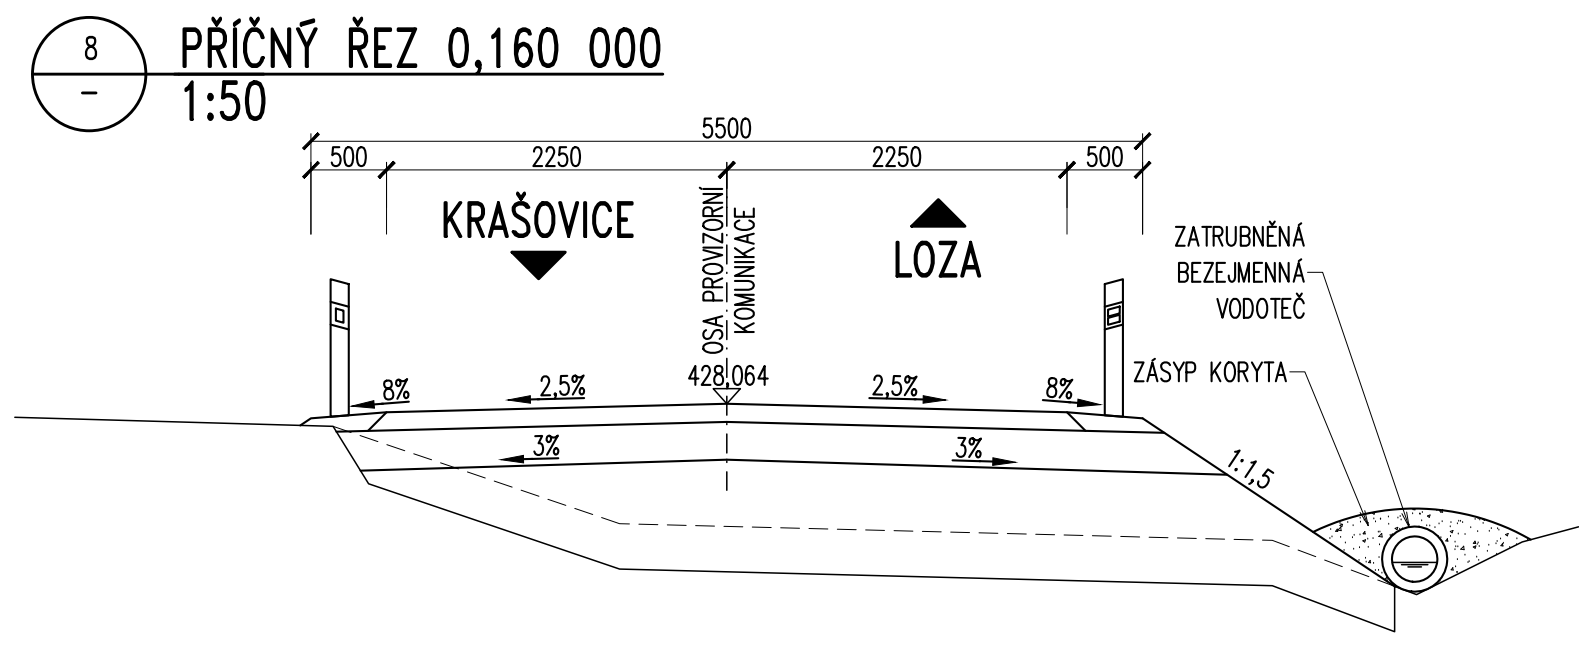 8
–
PŘÍČNÝ ŘEZ 0,160 000
1:50
5500
500
2250
2250
500
KRAŠOVICE
LOZA
OSA PROVIZORNÍ
KOMUNIKACE
ZATRUBNĚNÁ
BEZEJMENNÁ
VODOTEČ
ZÁSYP KORYTA
428,064
8%
2,5%
2,5%
8%
3%
3%
1:1,5